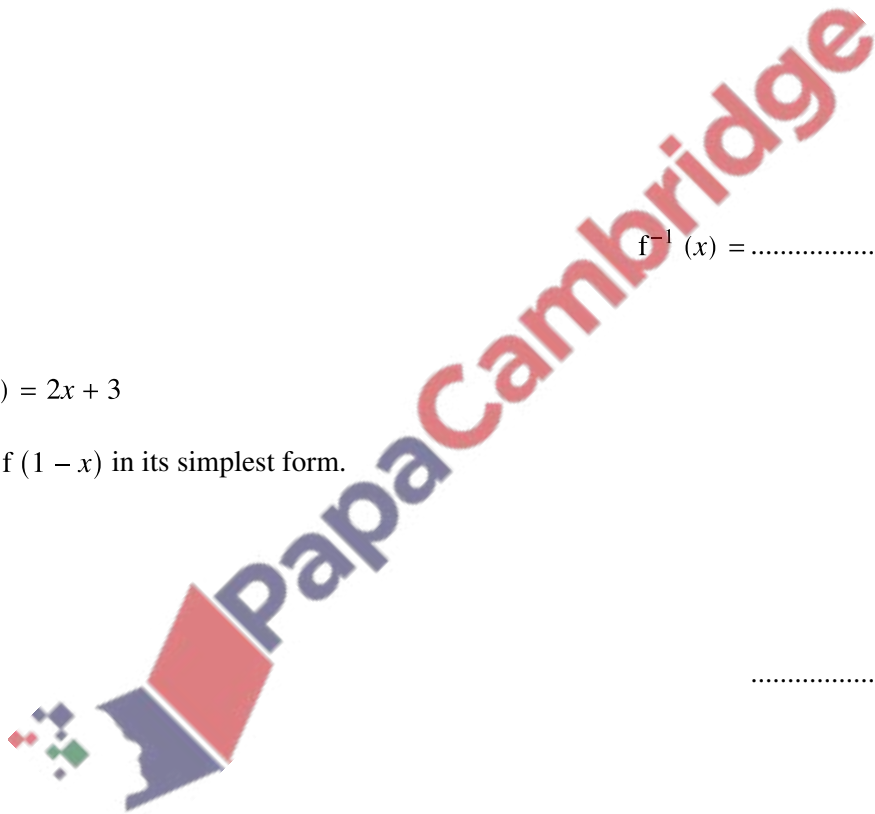 f⁻¹ (x) = .................
) = 2x + 3
f (1 − x) in its simplest form.
.................
PapaCambridge